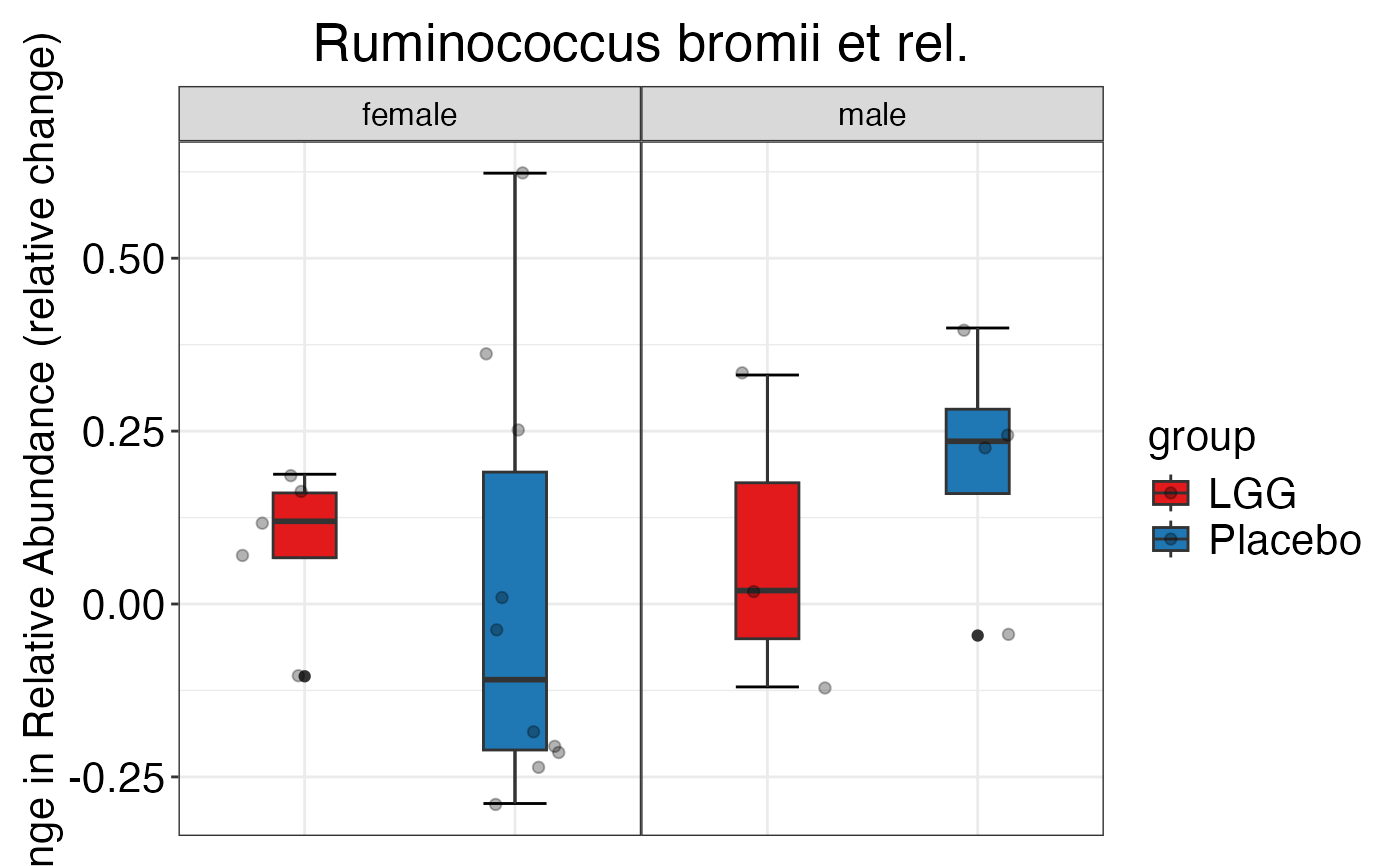 Ruminococcus bromii et rel.
female
male
nge in Relative Abundance (relative change)
0.50
0.25
0.00
-0.25
group
LGG
Placebo